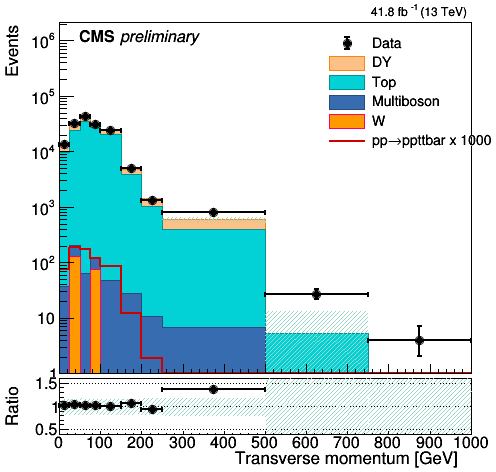 41.8 fb⁻¹ (13 TeV)
CMS preliminary
Events
10⁶
10⁵
10⁴
10³
10²
10
1
Data
DY
Top
Multiboson
W
pp→ppttbar x 1000
Ratio
1.5
1
0.5
0 100 200 300 400 500 600 700 800 900 1000
Transverse momentum [GeV]